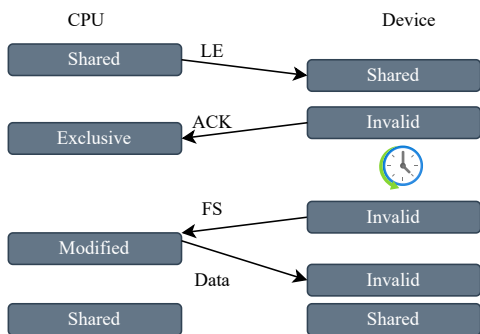 CPU
Device
Shared
LE
Shared
ACK
Invalid
Exclusive
FS
Invalid
Modified
Data
Invalid
Shared
Shared